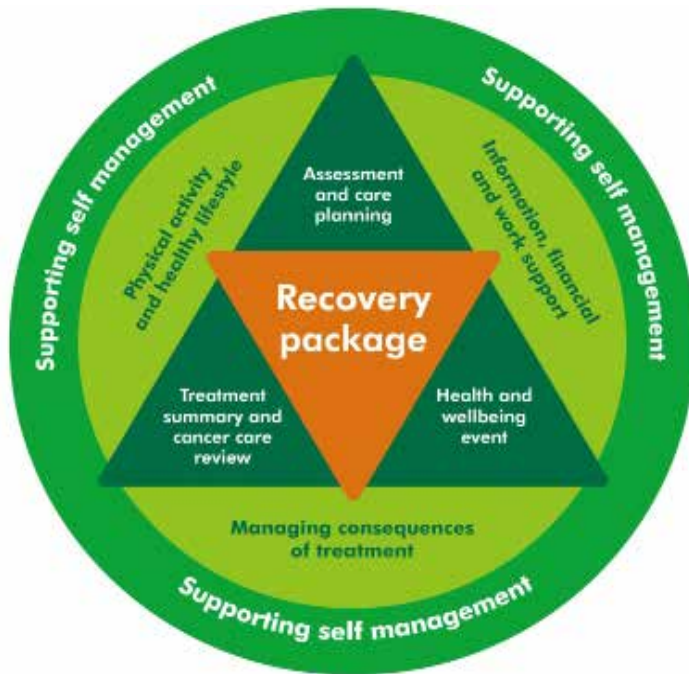 Supporting self management
Supporting self management
Physical activity
and healthy lifestyle
Assessment
and care
planning
Information, financial
and work support
Recovery
package
Treatment
summary and
cancer care
review
Health and
wellbeing
event
Managing consequences
of treatment
Supporting self management